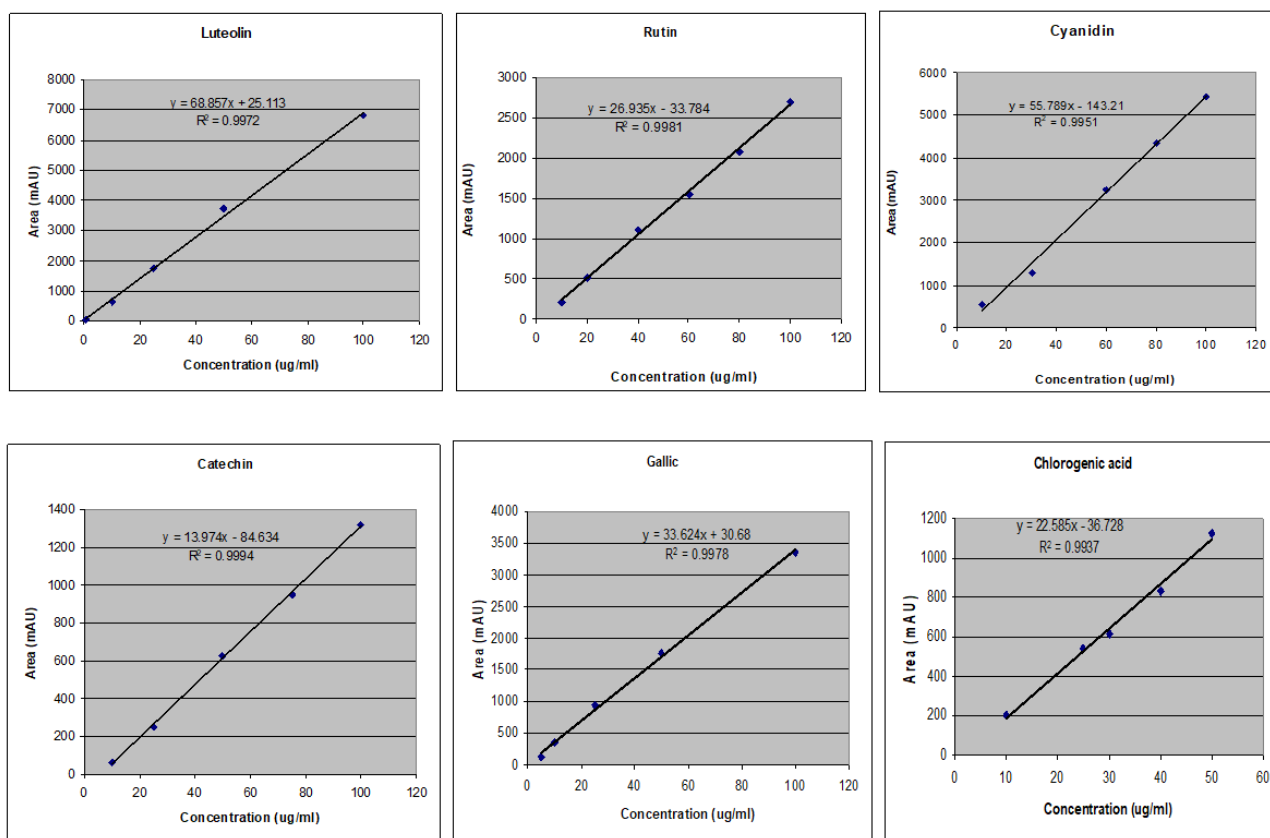 Luteolin
8000
7000
6000
5000
4000
3000
2000
1000
0
y = 68.857x + 25.113
R² = 0.9972
Area (mAU)
0 20 40 60 80 100 120
Concentration (ug/ml)
Rutin
3000
2500
2000
1500
1000
500
0
y = 26.935x - 33.784
R² = 0.9981
Area (mAU)
0 20 40 60 80 100 120
Concentration (ug/ml)
Cyanidin
6000
5000
4000
3000
2000
1000
0
y = 55.789x - 143.21
R² = 0.9951
Area (mAU)
0 20 40 60 80 100 120
Concentration (ug/ml)
Catechin
1400
1200
1000
800
600
400
200
0
y = 13.974x - 84.634
R² = 0.9994
Area (mAU)
0 20 40 60 80 100 120
Concentration (ug/ml)
Gallic
4000
3500
3000
2500
2000
1500
1000
500
0
y = 33.624x + 30.68
R² = 0.9978
Area (mAU)
0 20 40 60 80 100 120
Concentration (ug/ml)
Chlorogenic acid
1200
1000
800
600
400
200
0
y = 22.585x - 36.728
R² = 0.9937
Area (mAU)
0 10 20 30 40 50 60
Concentration (ug/ml)